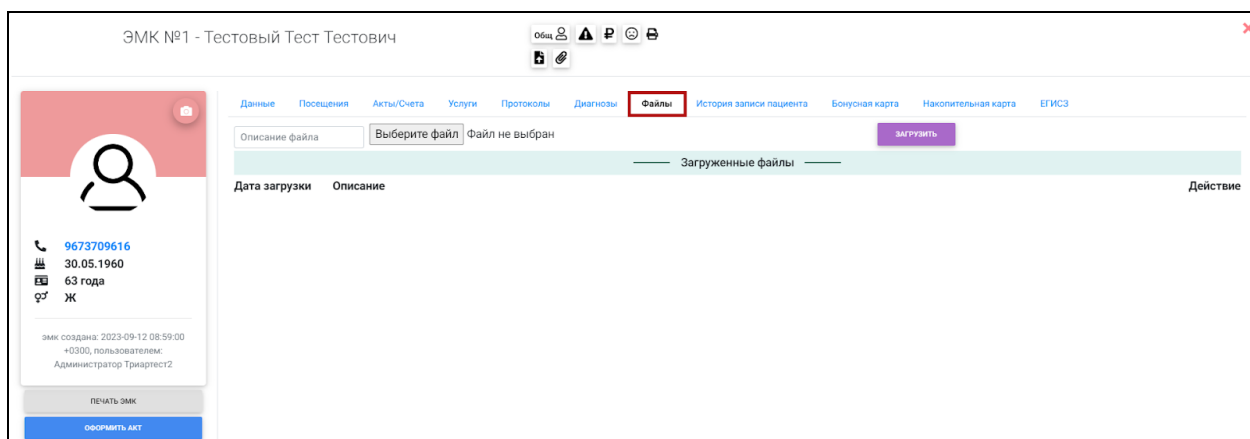 ЭМК №1 - Тестовый Тест Тестович
Общ
Данные Посещения Акты/Счета Услуги Протоколы Диагнозы Файлы История записи пациента Бонусная карта Накопительная карта ЕГИСЗ
Описание файла Выберите файл Файл не выбран ЗАГРУЗИТЬ
Загруженные файлы
Дата загрузки Описание Действие
9673709616
30.05.1960
63 года
Ж
эмк создана: 2023-09-12 08:59:00
+0300, пользователем:
Администратор Триартест2
ПЕЧАТЬ ЭМК
ОФОРМИТЬ АКТ